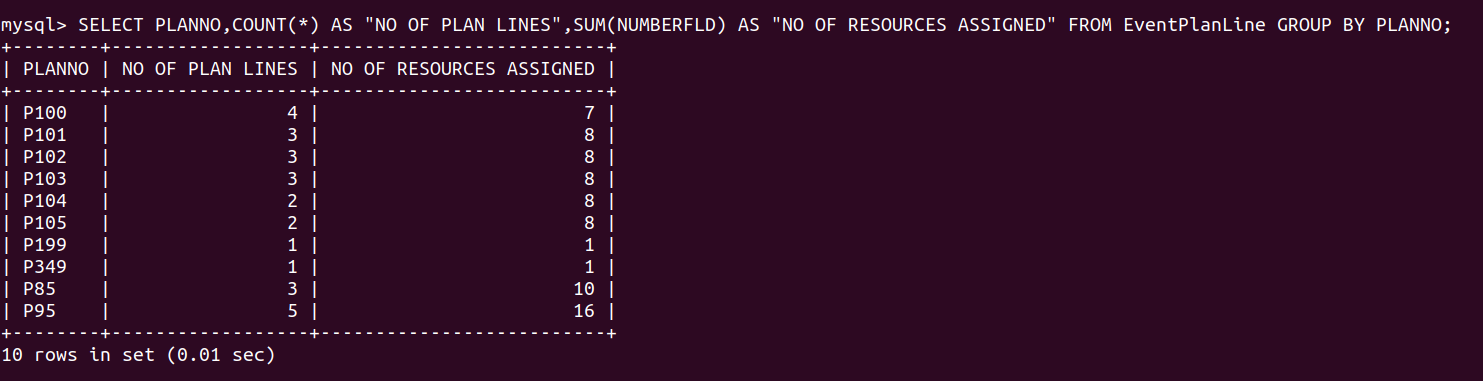 mysql> SELECT PLANNO,COUNT(*) AS "NO OF PLAN LINES",SUM(NUMBERFLD) AS "NO OF RESOURCES ASSIGNED" FROM EventPlanLine GROUP BY PLANNO;
+--------+------------------+--------------------------+
| PLANNO | NO OF PLAN LINES | NO OF RESOURCES ASSIGNED |
+--------+------------------+--------------------------+
| P100   |                4 |                        7 |
| P101   |                3 |                        8 |
| P102   |                3 |                        8 |
| P103   |                3 |                        8 |
| P104   |                2 |                        8 |
| P105   |                2 |                        8 |
| P199   |                1 |                        1 |
| P349   |                1 |                        1 |
| P85    |                3 |                       10 |
| P95    |                5 |                       16 |
+--------+------------------+--------------------------+
10 rows in set (0.01 sec)